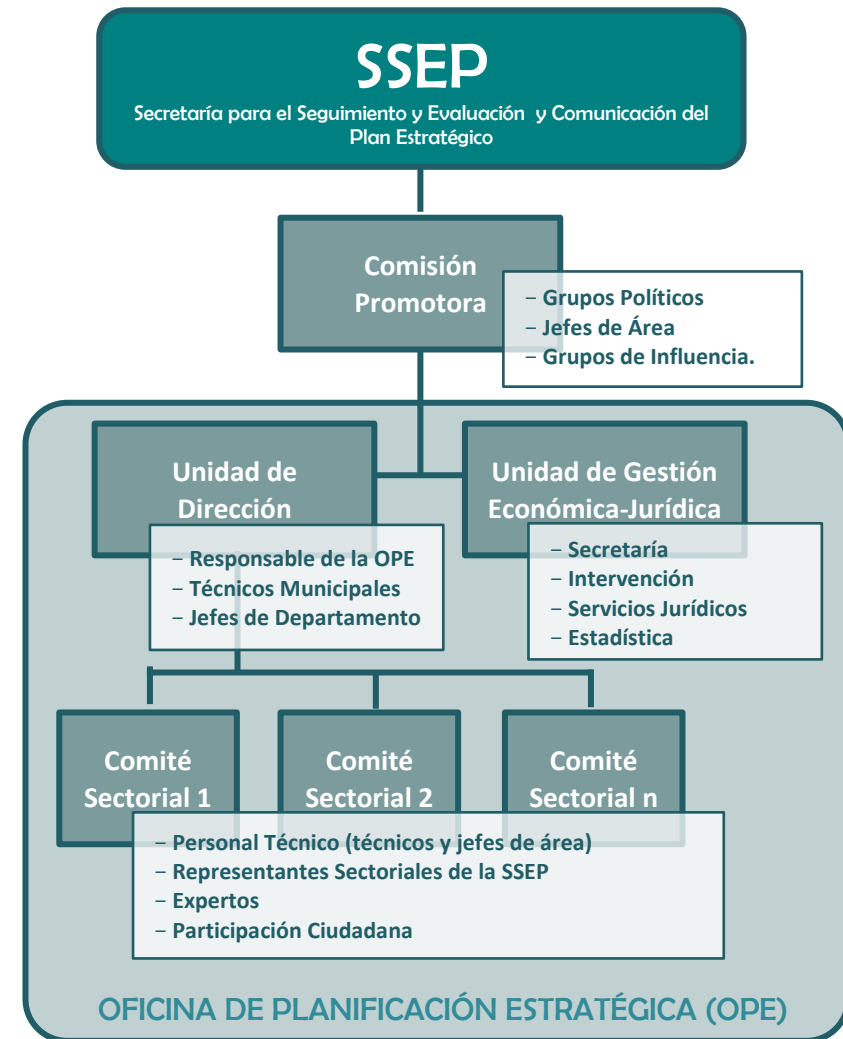 SSEP
Secretaría para el Seguimiento y Evaluación y Comunicación del
Plan Estratégico
Comisión
Promotora
– Grupos Políticos
– Jefes de Área
– Grupos de Influencia.
Unidad de
Dirección
– Responsable de la OPE
– Técnicos Municipales
– Jefes de Departamento
Unidad de Gestión
Económica-Jurídica
– Secretaría
– Intervención
– Servicios Jurídicos
– Estadística
Comité
Sectorial 1
Comité
Sectorial 2
Comité
Sectorial n
– Personal Técnico (técnicos y jefes de área)
– Representantes Sectoriales de la SSEP
– Expertos
– Participación Ciudadana
OFICINA DE PLANIFICACIÓN ESTRATÉGICA (OPE)